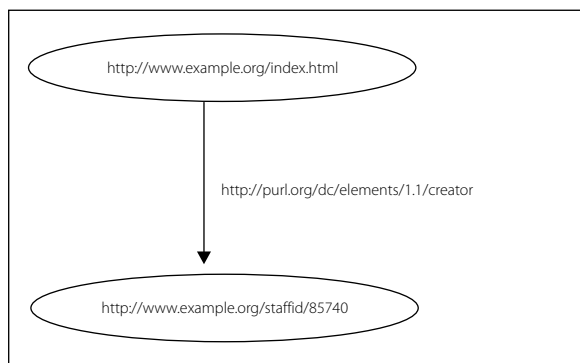 http://www.example.org/index.html
http://purl.org/dc/elements/1.1/creator
http://www.example.org/staffid/85740